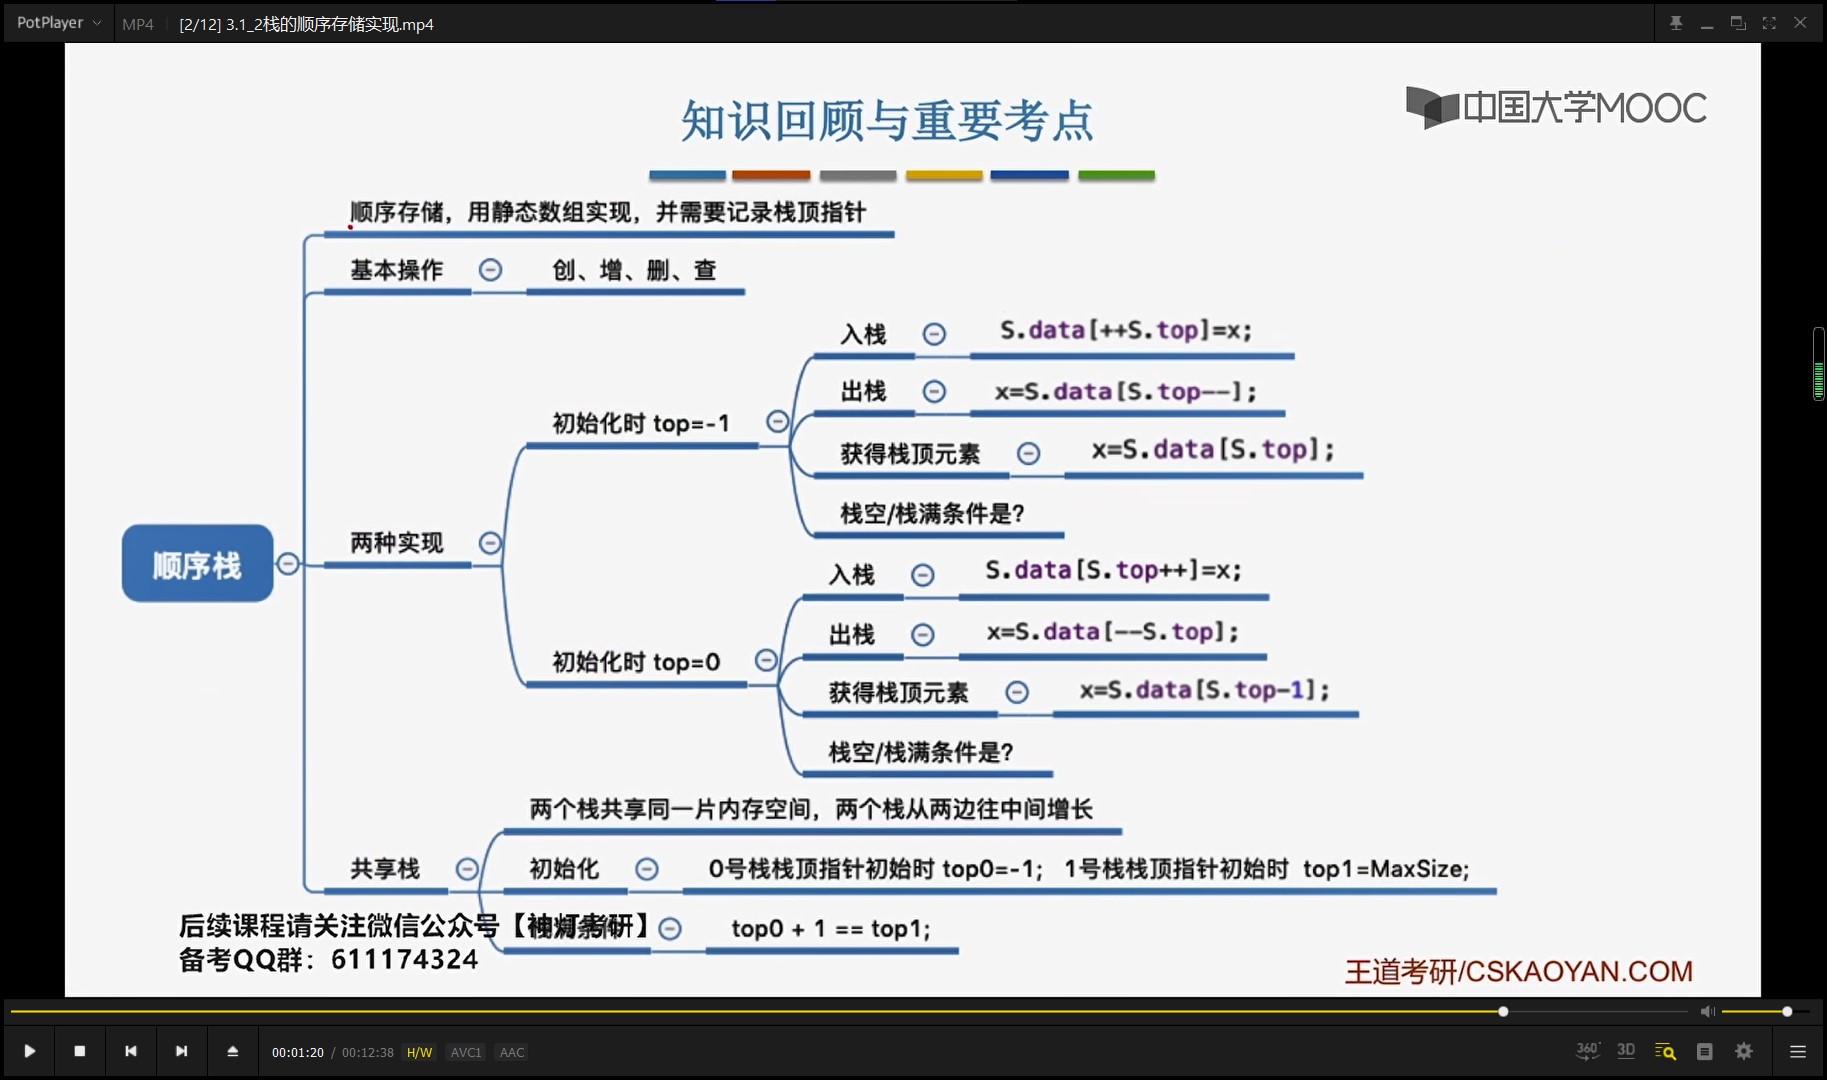 PotPlayer MP4 [2/12] 3.1_2栈的顺序存储实现.mp4
中国大学MOOC
知识回顾与重要考点
顺序存储，用静态数组实现，并需要记录栈顶指针
基本操作 创、增、删、查
入栈 S.data[++S.top]=x;
出栈 x=S.data[S.top--];
初始化时 top=-1
获得栈顶元素 x=S.data[S.top];
栈空/栈满条件是?
两种实现
顺序栈
入栈 S.data[S.top++]=x;
出栈 x=S.data[--S.top];
初始化时 top=0
获得栈顶元素 x=S.data[S.top-1];
栈空/栈满条件是?
两个栈共享同一片内存空间，两个栈从两边往中间增长
共享栈 初始化 0号栈栈顶指针初始时 top0=-1; 1号栈栈顶指针初始时 top1=MaxSize;
top0 + 1 == top1;
后续课程请关注微信公众号【神灯考研】
备考QQ群：611174324
王道考研/CSKAOYAN.COM
00:01:20 / 00:12:38 H/W AVC1 AAC
360° 3D